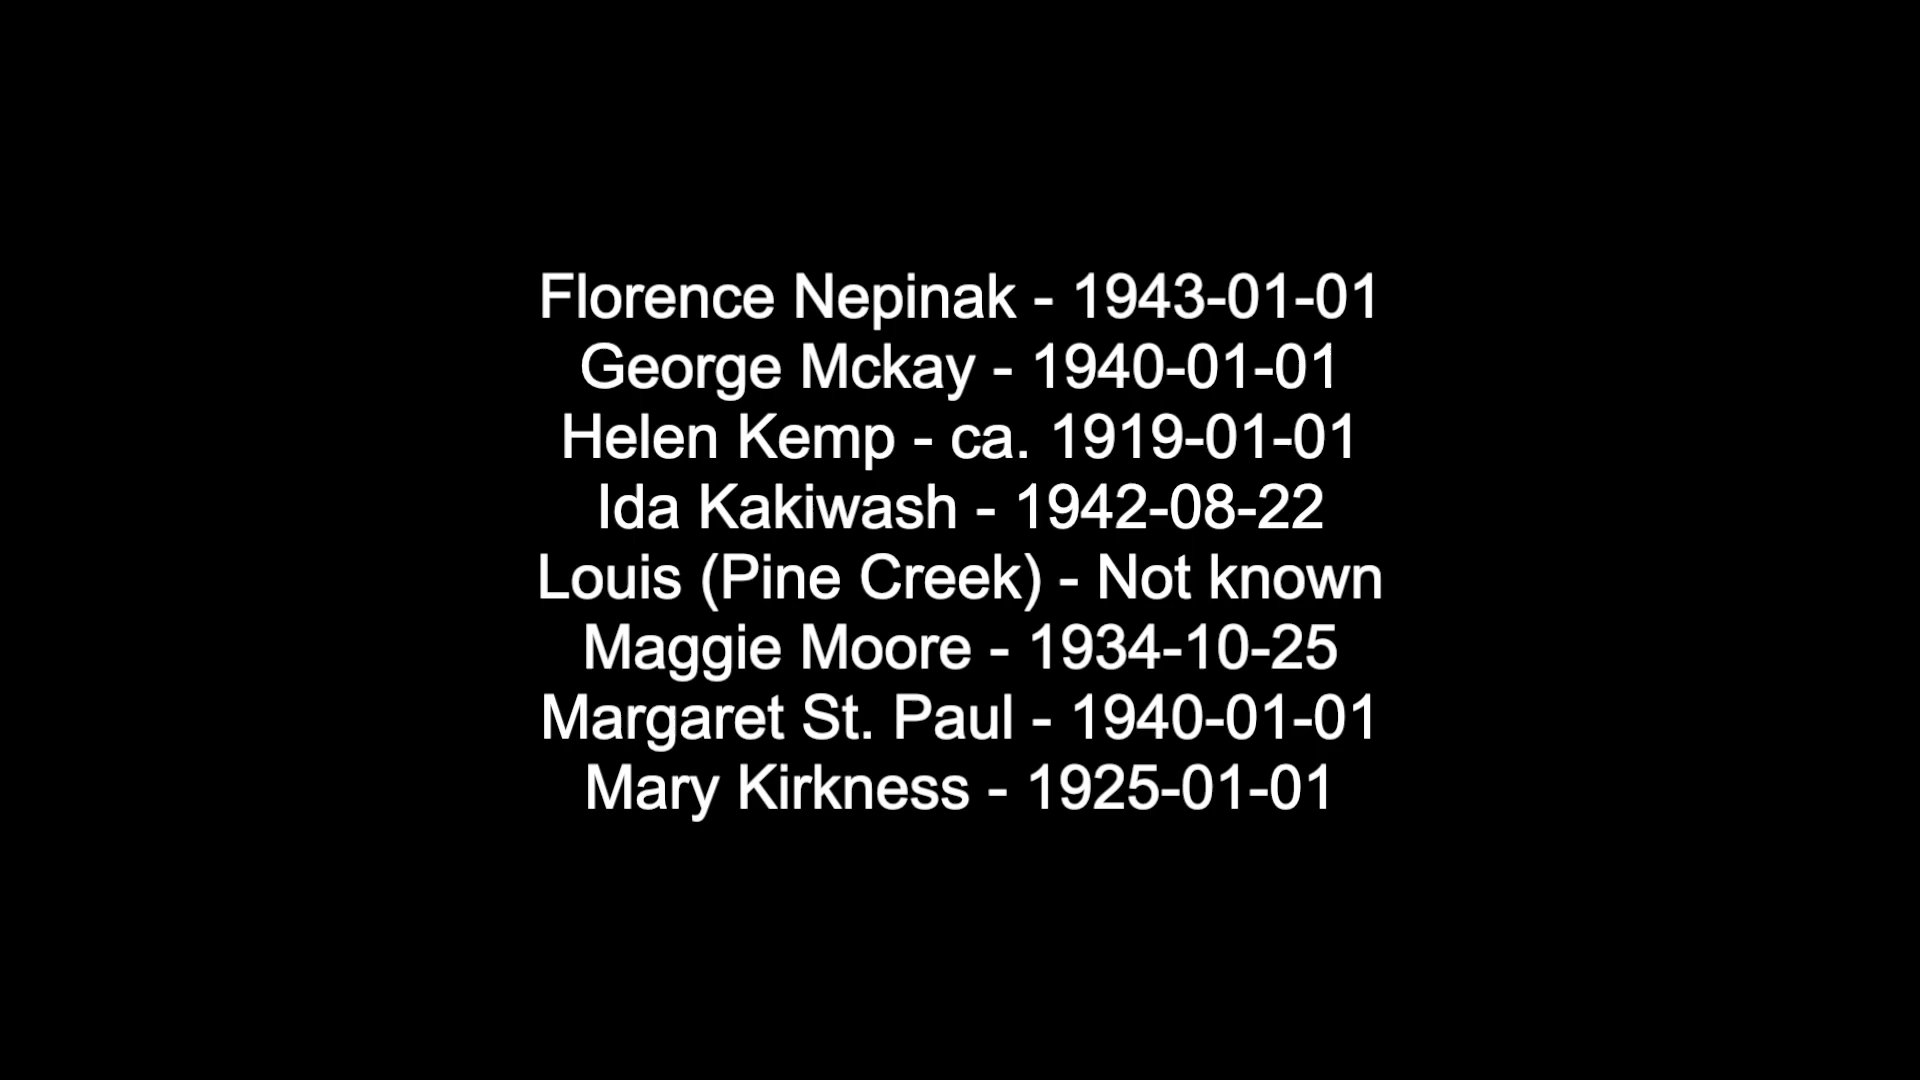 Florence Nepinak - 1943-01-01
George Mckay - 1940-01-01
Helen Kemp - ca. 1919-01-01
Ida Kakiwash - 1942-08-22
Louis (Pine Creek) - Not known
Maggie Moore - 1934-10-25
Margaret St. Paul - 1940-01-01
Mary Kirkness - 1925-01-01